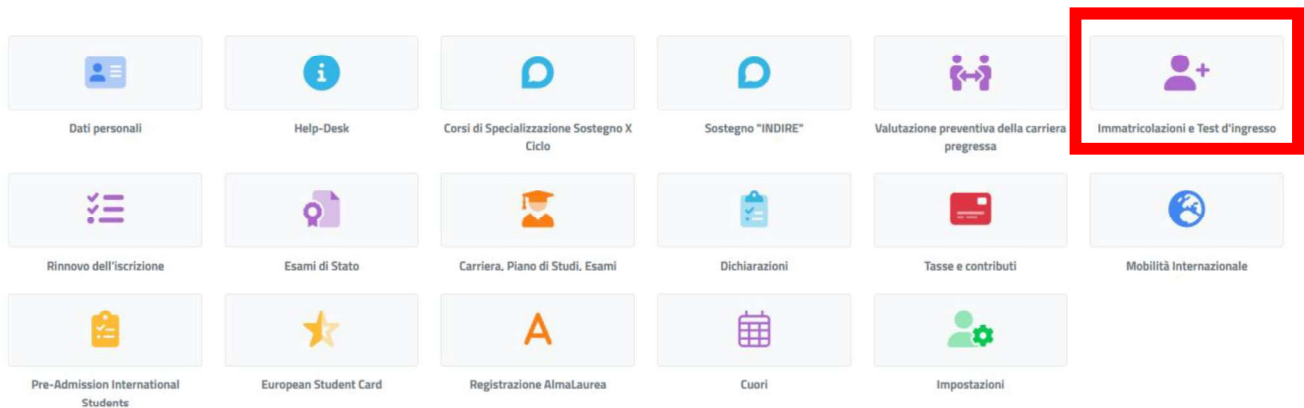 Dati personali
Help-Desk
Corsi di Specializzazione Sostegno X
Ciclo
Sostegno "INDIRE"
Valutazione preventiva della carriera
pregressa
Immatricolazioni e Test d'ingresso
Rinnovo dell'iscrizione
Esami di Stato
Carriera, Piano di Studi, Esami
Dichiarazioni
Tasse e contributi
Mobilità Internazionale
Pre-Admission International
Students
European Student Card
Registrazione AlmaLaurea
Cuori
Impostazioni